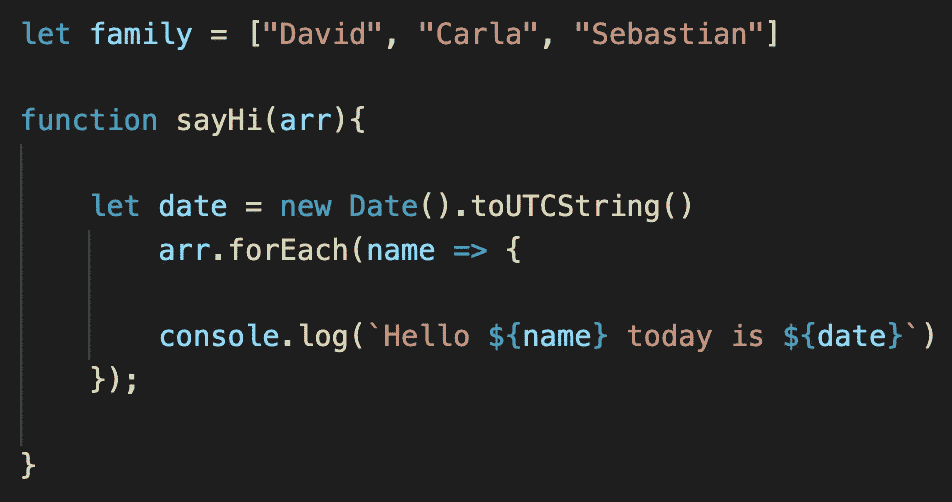 let family = ["David", "Carla", "Sebastian"]
function sayHi(arr){
    let date = new Date().toUTCString()
        arr.forEach(name => {
        console.log(`Hello ${name} today is ${date}`)
    });
}